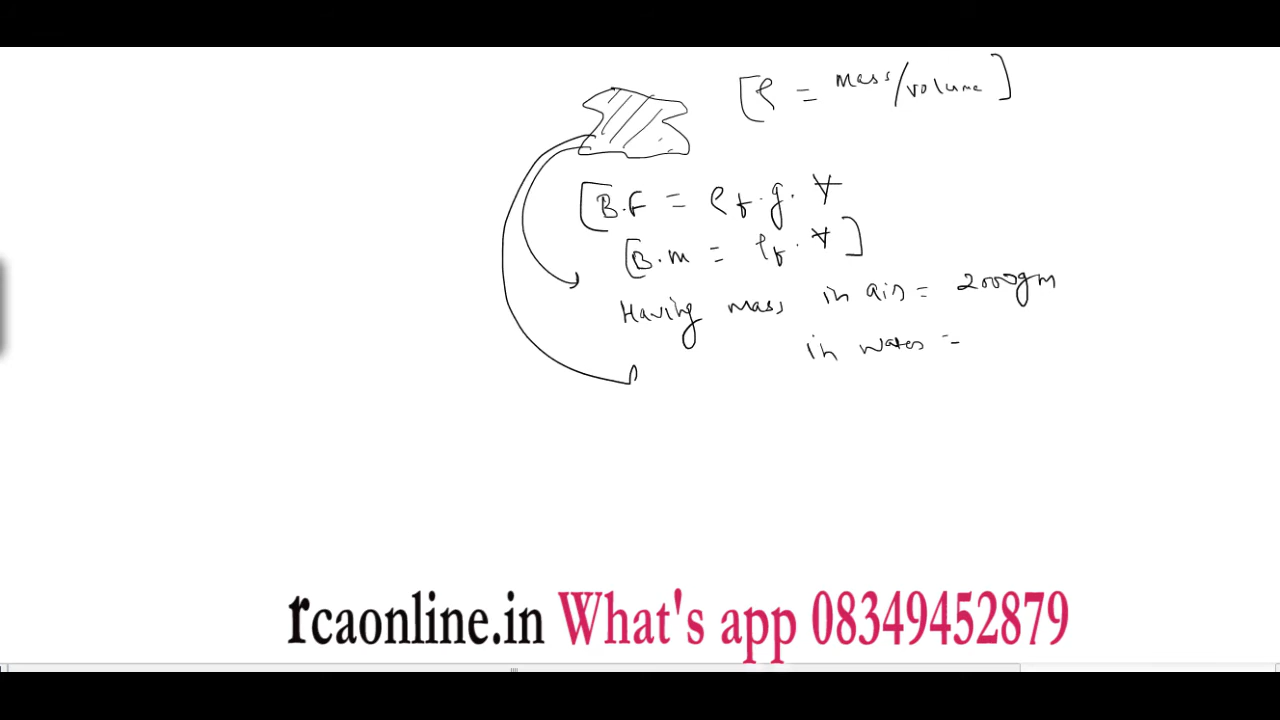 [ρ = mass/volume]
[B.F = ρf.g.∀
[B.m = ρf.∀]
Having mass in air = 2000gm
in water =
rcaonline.in What's app 08349452879